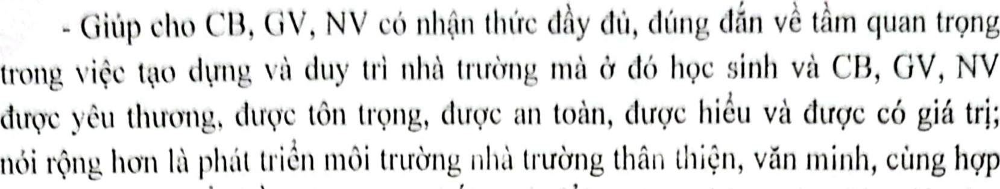 - Giúp cho CB, GV, NV có nhận thức đầy đủ, đúng đắn về tầm quan trọng
trong việc tạo dựng và duy trì nhà trường mà ở đó học sinh và CB, GV, NV
được yêu thương, được tôn trọng, được an toàn, được hiểu và được có giá trị;
nói rộng hơn là phát triển môi trường nhà trường thân thiện, văn minh, cùng hợp